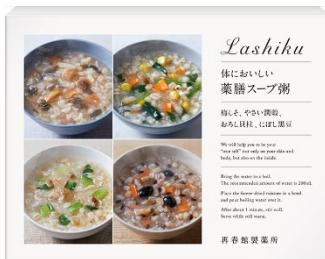 Lashiku
体においしい
薬膳スープ粥
梅しそ、やさい潤穀、
おろし貝柱、にぼし黒豆
We will help you to be your
"true self" not only on your skin and
body, but also on the inside.
Bring the water to a boil.
The recommended amount of water is 200ml.
Place the freeze-dried mixture in a bowl
and pour boiling water over it.
After about 1 minute, stir well.
Serve while still warm.
再春館製薬所